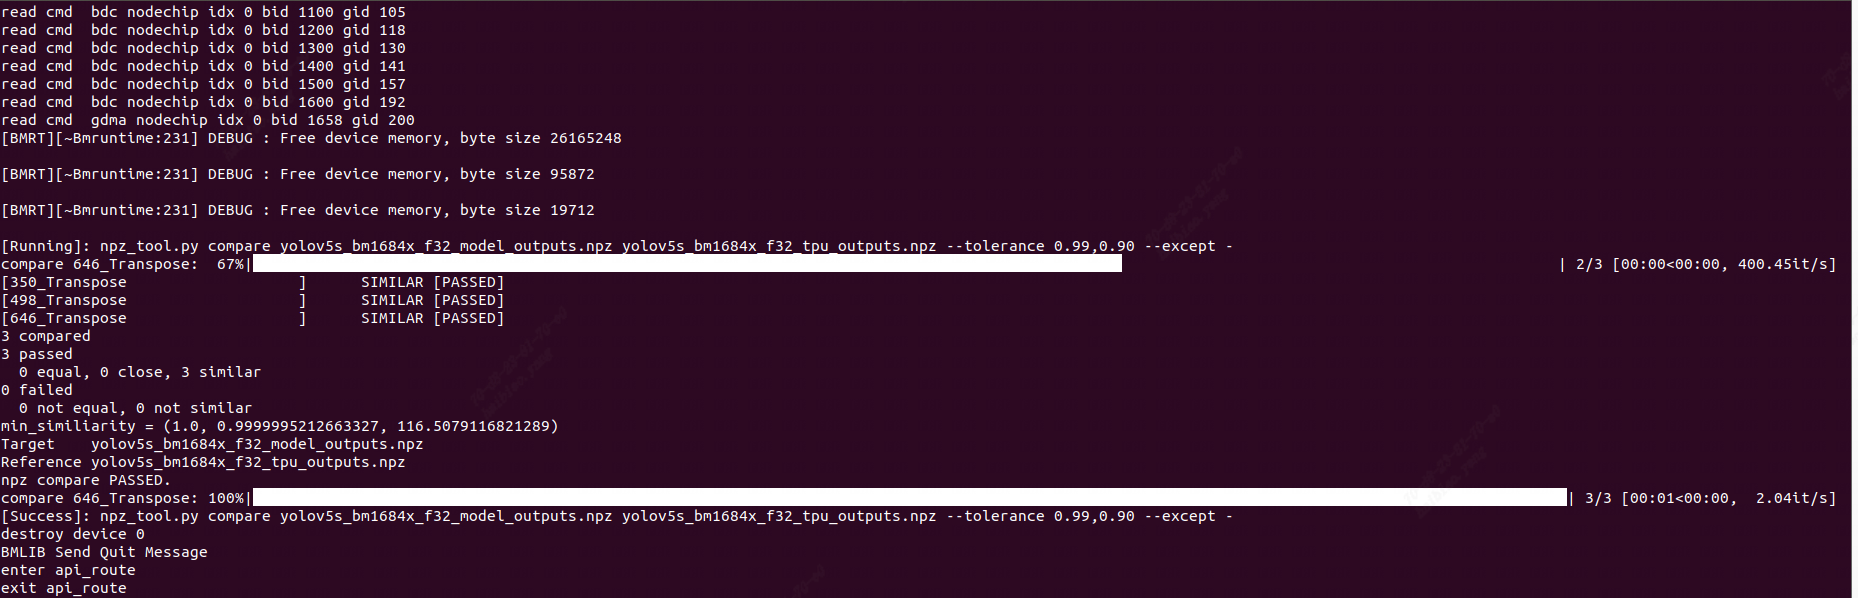 read cmd  bdc nodechip idx 0 bid 1100 gid 105
read cmd  bdc nodechip idx 0 bid 1200 gid 118
read cmd  bdc nodechip idx 0 bid 1300 gid 130
read cmd  bdc nodechip idx 0 bid 1400 gid 141
read cmd  bdc nodechip idx 0 bid 1500 gid 157
read cmd  bdc nodechip idx 0 bid 1600 gid 192
read cmd  gdma nodechip idx 0 bid 1658 gid 200
[BMRT][~Bmruntime:231] DEBUG : Free device memory, byte size 26165248
[BMRT][~Bmruntime:231] DEBUG : Free device memory, byte size 95872
[BMRT][~Bmruntime:231] DEBUG : Free device memory, byte size 19712
[Running]: npz_tool.py compare yolov5s_bm1684x_f32_model_outputs.npz yolov5s_bm1684x_f32_tpu_outputs.npz --tolerance 0.99,0.90 --except -
compare 646_Transpose:  67%| | 2/3 [00:00<00:00, 400.45it/s]
[350_Transpose                   ]      SIMILAR [PASSED]
[498_Transpose                   ]      SIMILAR [PASSED]
[646_Transpose                   ]      SIMILAR [PASSED]
3 compared
3 passed
  0 equal, 0 close, 3 similar
0 failed
  0 not equal, 0 not similar
min_similiarity = (1.0, 0.9999995212663327, 116.5079116821289)
Target    yolov5s_bm1684x_f32_model_outputs.npz
Reference yolov5s_bm1684x_f32_tpu_outputs.npz
npz compare PASSED.
compare 646_Transpose: 100%| | 3/3 [00:01<00:00,  2.04it/s]
[Success]: npz_tool.py compare yolov5s_bm1684x_f32_model_outputs.npz yolov5s_bm1684x_f32_tpu_outputs.npz --tolerance 0.99,0.90 --except -
destroy device 0
BMLIB Send Quit Message
enter api_route
exit api_route